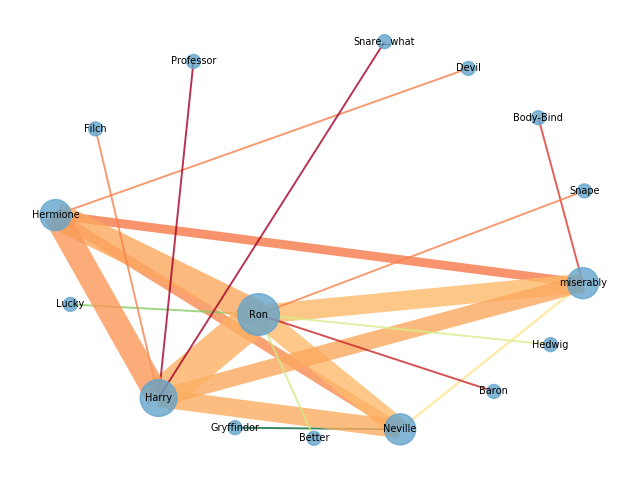 Snare...what
Professor
Devil
Body-Bind
Filch
Snape
Hermione
miserably
Lucky
Ron
Hedwig
Baron
Harry
Gryffindor
Neville
Better